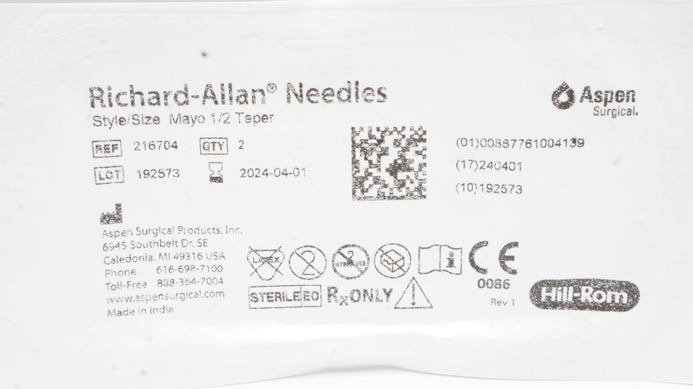 Richard-Allan® Needles
Style/Size Mayo 1/2 Taper
REF 216704 QTY 2
LOT 192573 2024-04-01
Aspen
Surgical.
(01)00887761004139
(17)240401
(10)192573
Aspen Surgical Products, Inc.
6945 Southbelt Dr. SE
Caledonia, MI 49316 USA
Phone 616-698-7100
Toll-Free 888-364-7004
www.aspensurgical.com
Made in India
LATEX
2
2
STERILIZE
i
CE
0086
STERILE EO
Rx ONLY
!
Rev 1
Hill-Rom